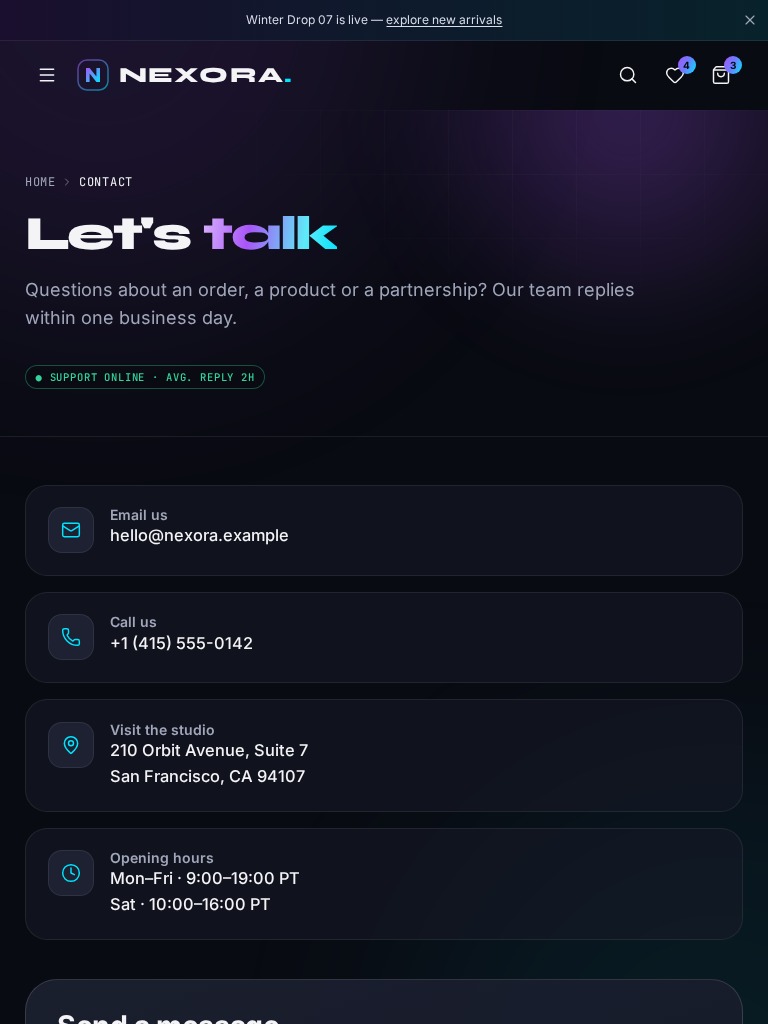 Winter Drop 07 is live — explore new arrivals
N NEXORA.
4
3
HOME > CONTACT
Let's talk
Questions about an order, a product or a partnership? Our team replies
within one business day.
● SUPPORT ONLINE · AVG. REPLY 2H
Email us
hello@nexora.example
Call us
+1 (415) 555-0142
Visit the studio
210 Orbit Avenue, Suite 7
San Francisco, CA 94107
Opening hours
Mon–Fri · 9:00–19:00 PT
Sat · 10:00–16:00 PT
Send a message